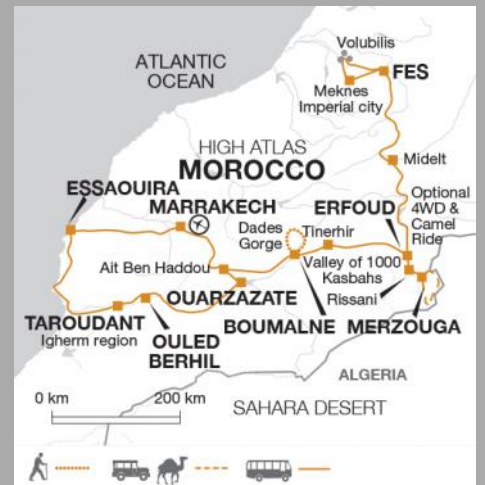 Volubilis
ATLANTIC
OCEAN
FES
Meknes
Imperial city
HIGH ATLAS
MOROCCO
Midelt
ESSAOUIRA
MARRAKECH
Optional
4WD &
Camel
Ride
ERFOUD
Dades
Gorge
Tinerhir
Ait Ben Haddou
Valley of 1000
Kasbahs
OUARZAZATE
Rissani
TAROUDANT
Igherm region
OULED
BERHIL
BOUMALNE
MERZOUGA
ALGERIA
0 km
200 km
SAHARA DESERT